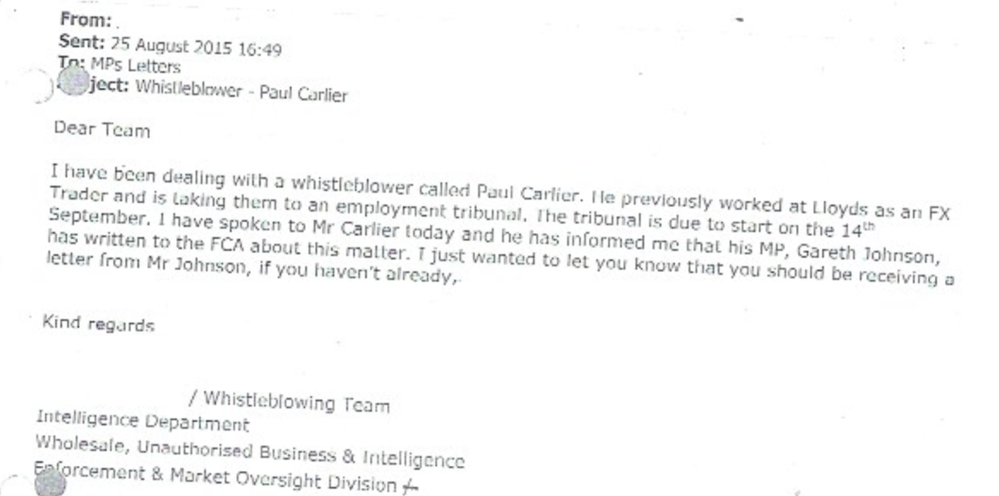 From:
Sent: 25 August 2015 16:49
To: MPs Letters
ject: Whistleblower - Paul Carlier
Dear Team
I have been dealing with a whistleblower called Paul Carlier. He previously worked at Lloyds as an FX
Trader and is taking them to an employment tribunal. The tribunal is due to start on the 14th
September. I have spoken to Mr Carlier today and he has informed me that his MP, Gareth Johnson,
has written to the FCA about this matter. I just wanted to let you know that you should be receiving a
letter from Mr Johnson, if you haven't already,.
Kind regards
/ Whistleblowing Team
Intelligence Department
Wholesale, Unauthorised Business & Intelligence
Enforcement & Market Oversight Division /